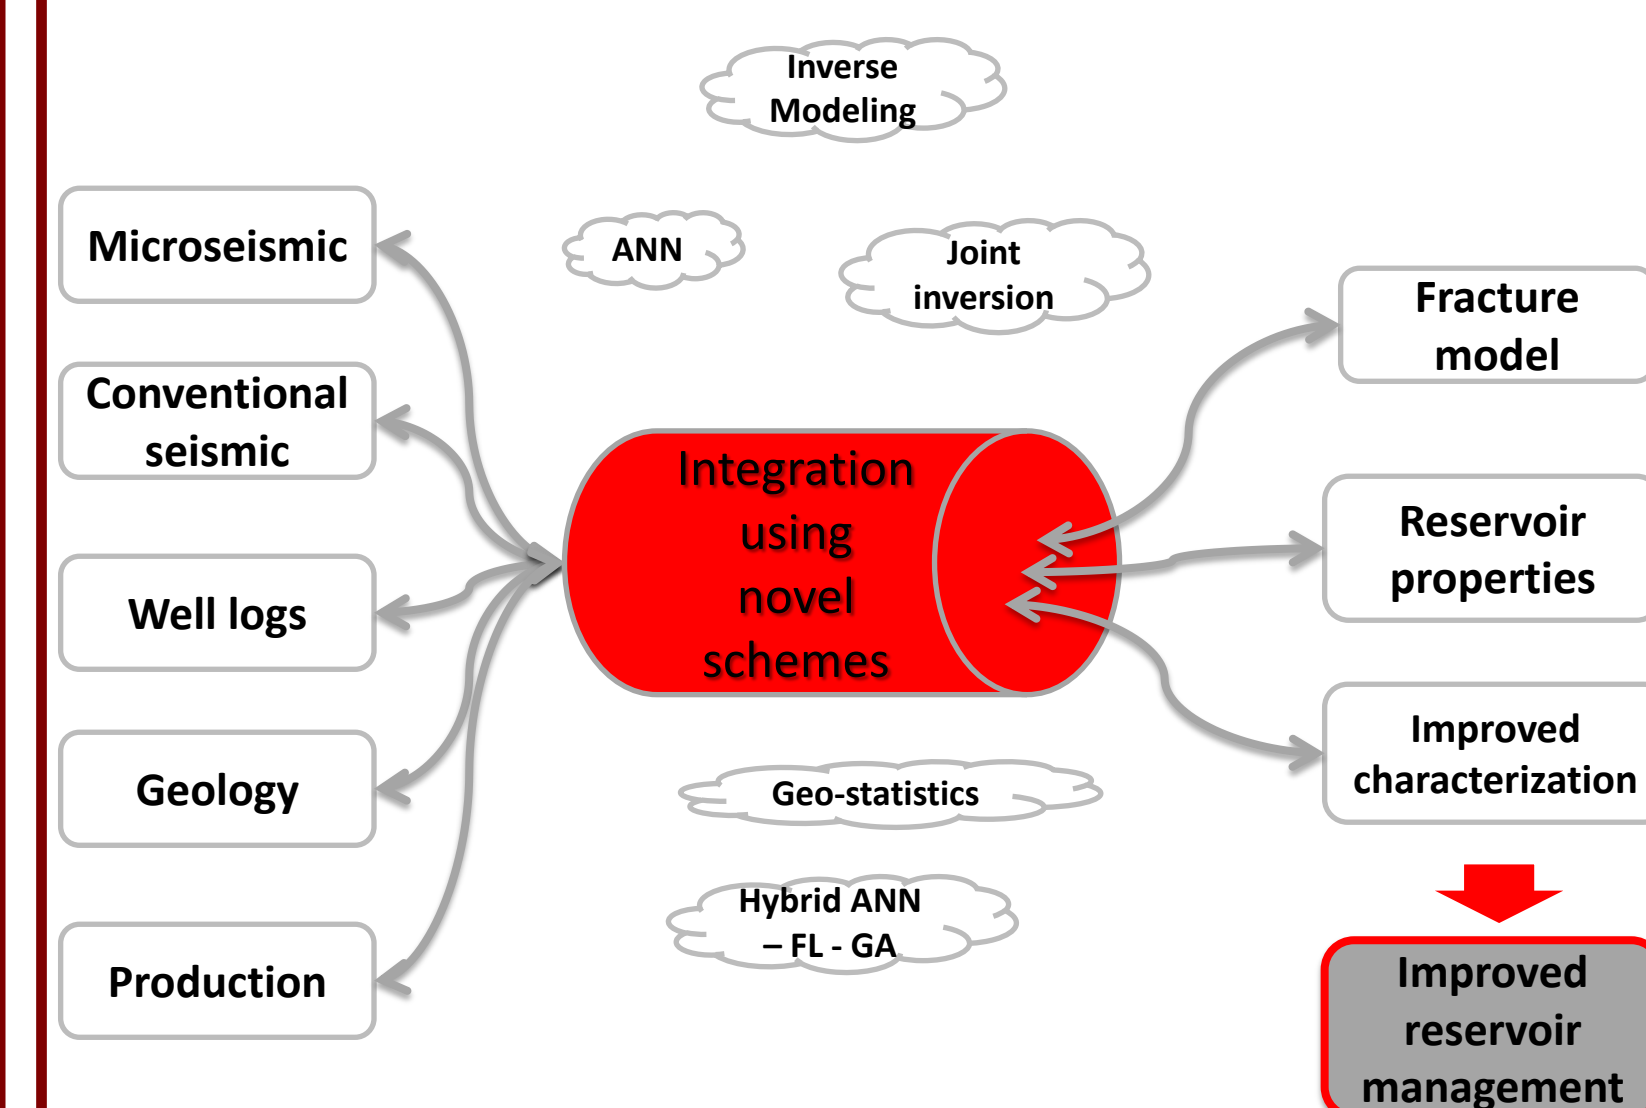 Inverse
Modeling
Microseismic
ANN
Joint
inversion
Fracture
model
Conventional
seismic
Integration
using
novel
schemes
Reservoir
properties
Well logs
Improved
characterization
Geology
Geo-statistics
Hybrid ANN
– FL - GA
Production
Improved
reservoir
management